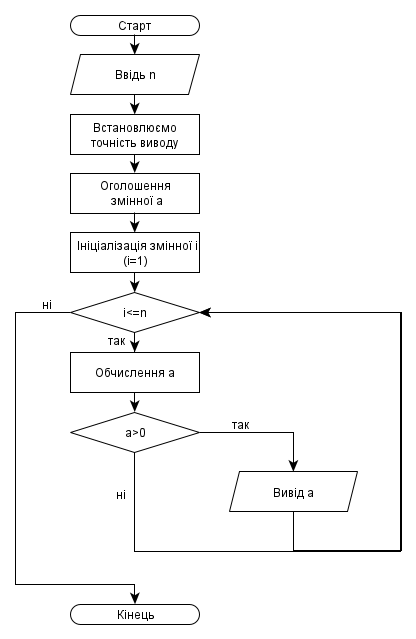 Старт
Ввідь n
Встановлюємо
точність виводу
Оголошення
змінної a
Ініціалізація змінної i
(i=1)
ні
i<=n
так
Обчислення a
a>0
так
ні
Вивід a
Кінець